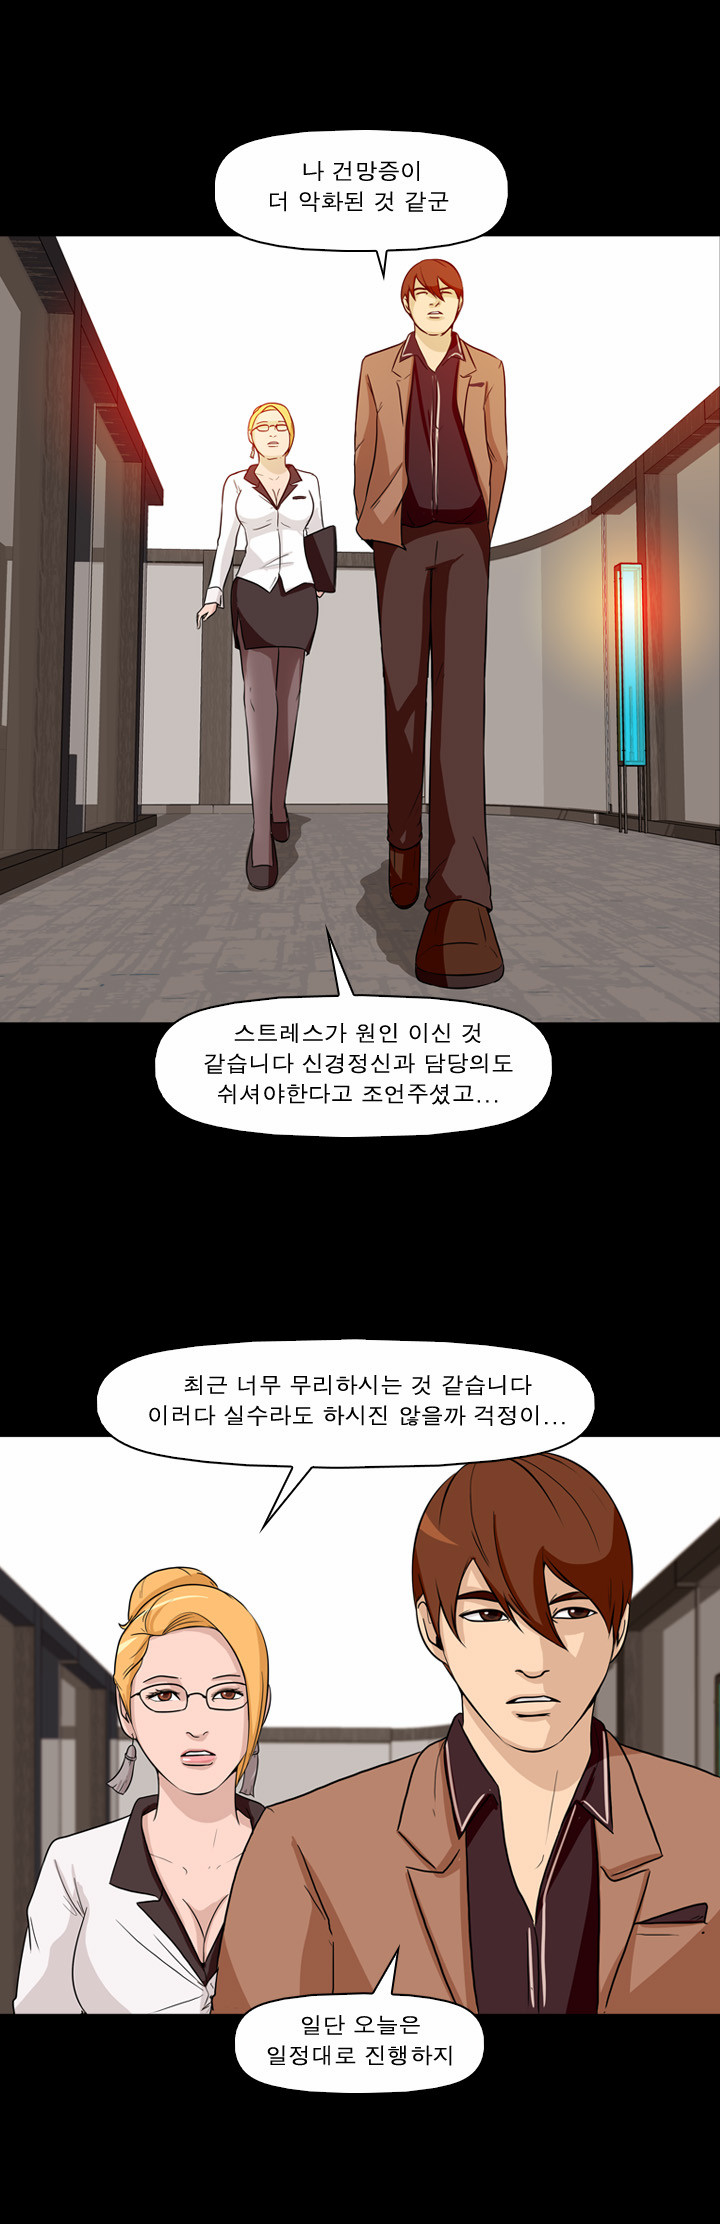 나 건망증이
더 악화된 것 같군
스트레스가 원인 이신 것
같습니다 신경정신과 담당의도
쉬셔야한다고 조언주셨고...
최근 너무 무리하시는 것 같습니다
이러다 실수라도 하시진 않을까 걱정이...
일단 오늘은
일정대로 진행하지